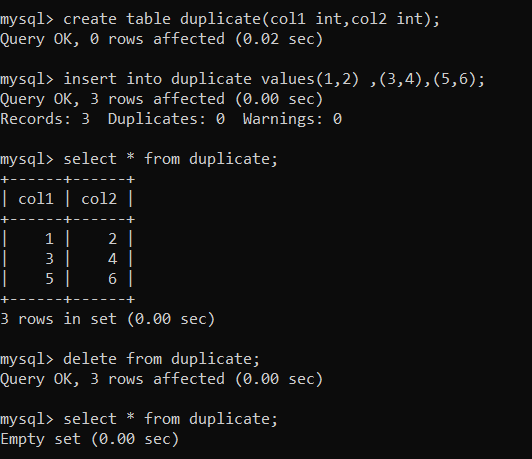 mysql> create table duplicate(col1 int,col2 int);
Query OK, 0 rows affected (0.02 sec)
mysql> insert into duplicate values(1,2) ,(3,4),(5,6);
Query OK, 3 rows affected (0.00 sec)
Records: 3  Duplicates: 0  Warnings: 0
mysql> select * from duplicate;
+------+------+
| col1 | col2 |
+------+------+
|    1 |    2 |
|    3 |    4 |
|    5 |    6 |
+------+------+
3 rows in set (0.00 sec)
mysql> delete from duplicate;
Query OK, 3 rows affected (0.00 sec)
mysql> select * from duplicate;
Empty set (0.00 sec)